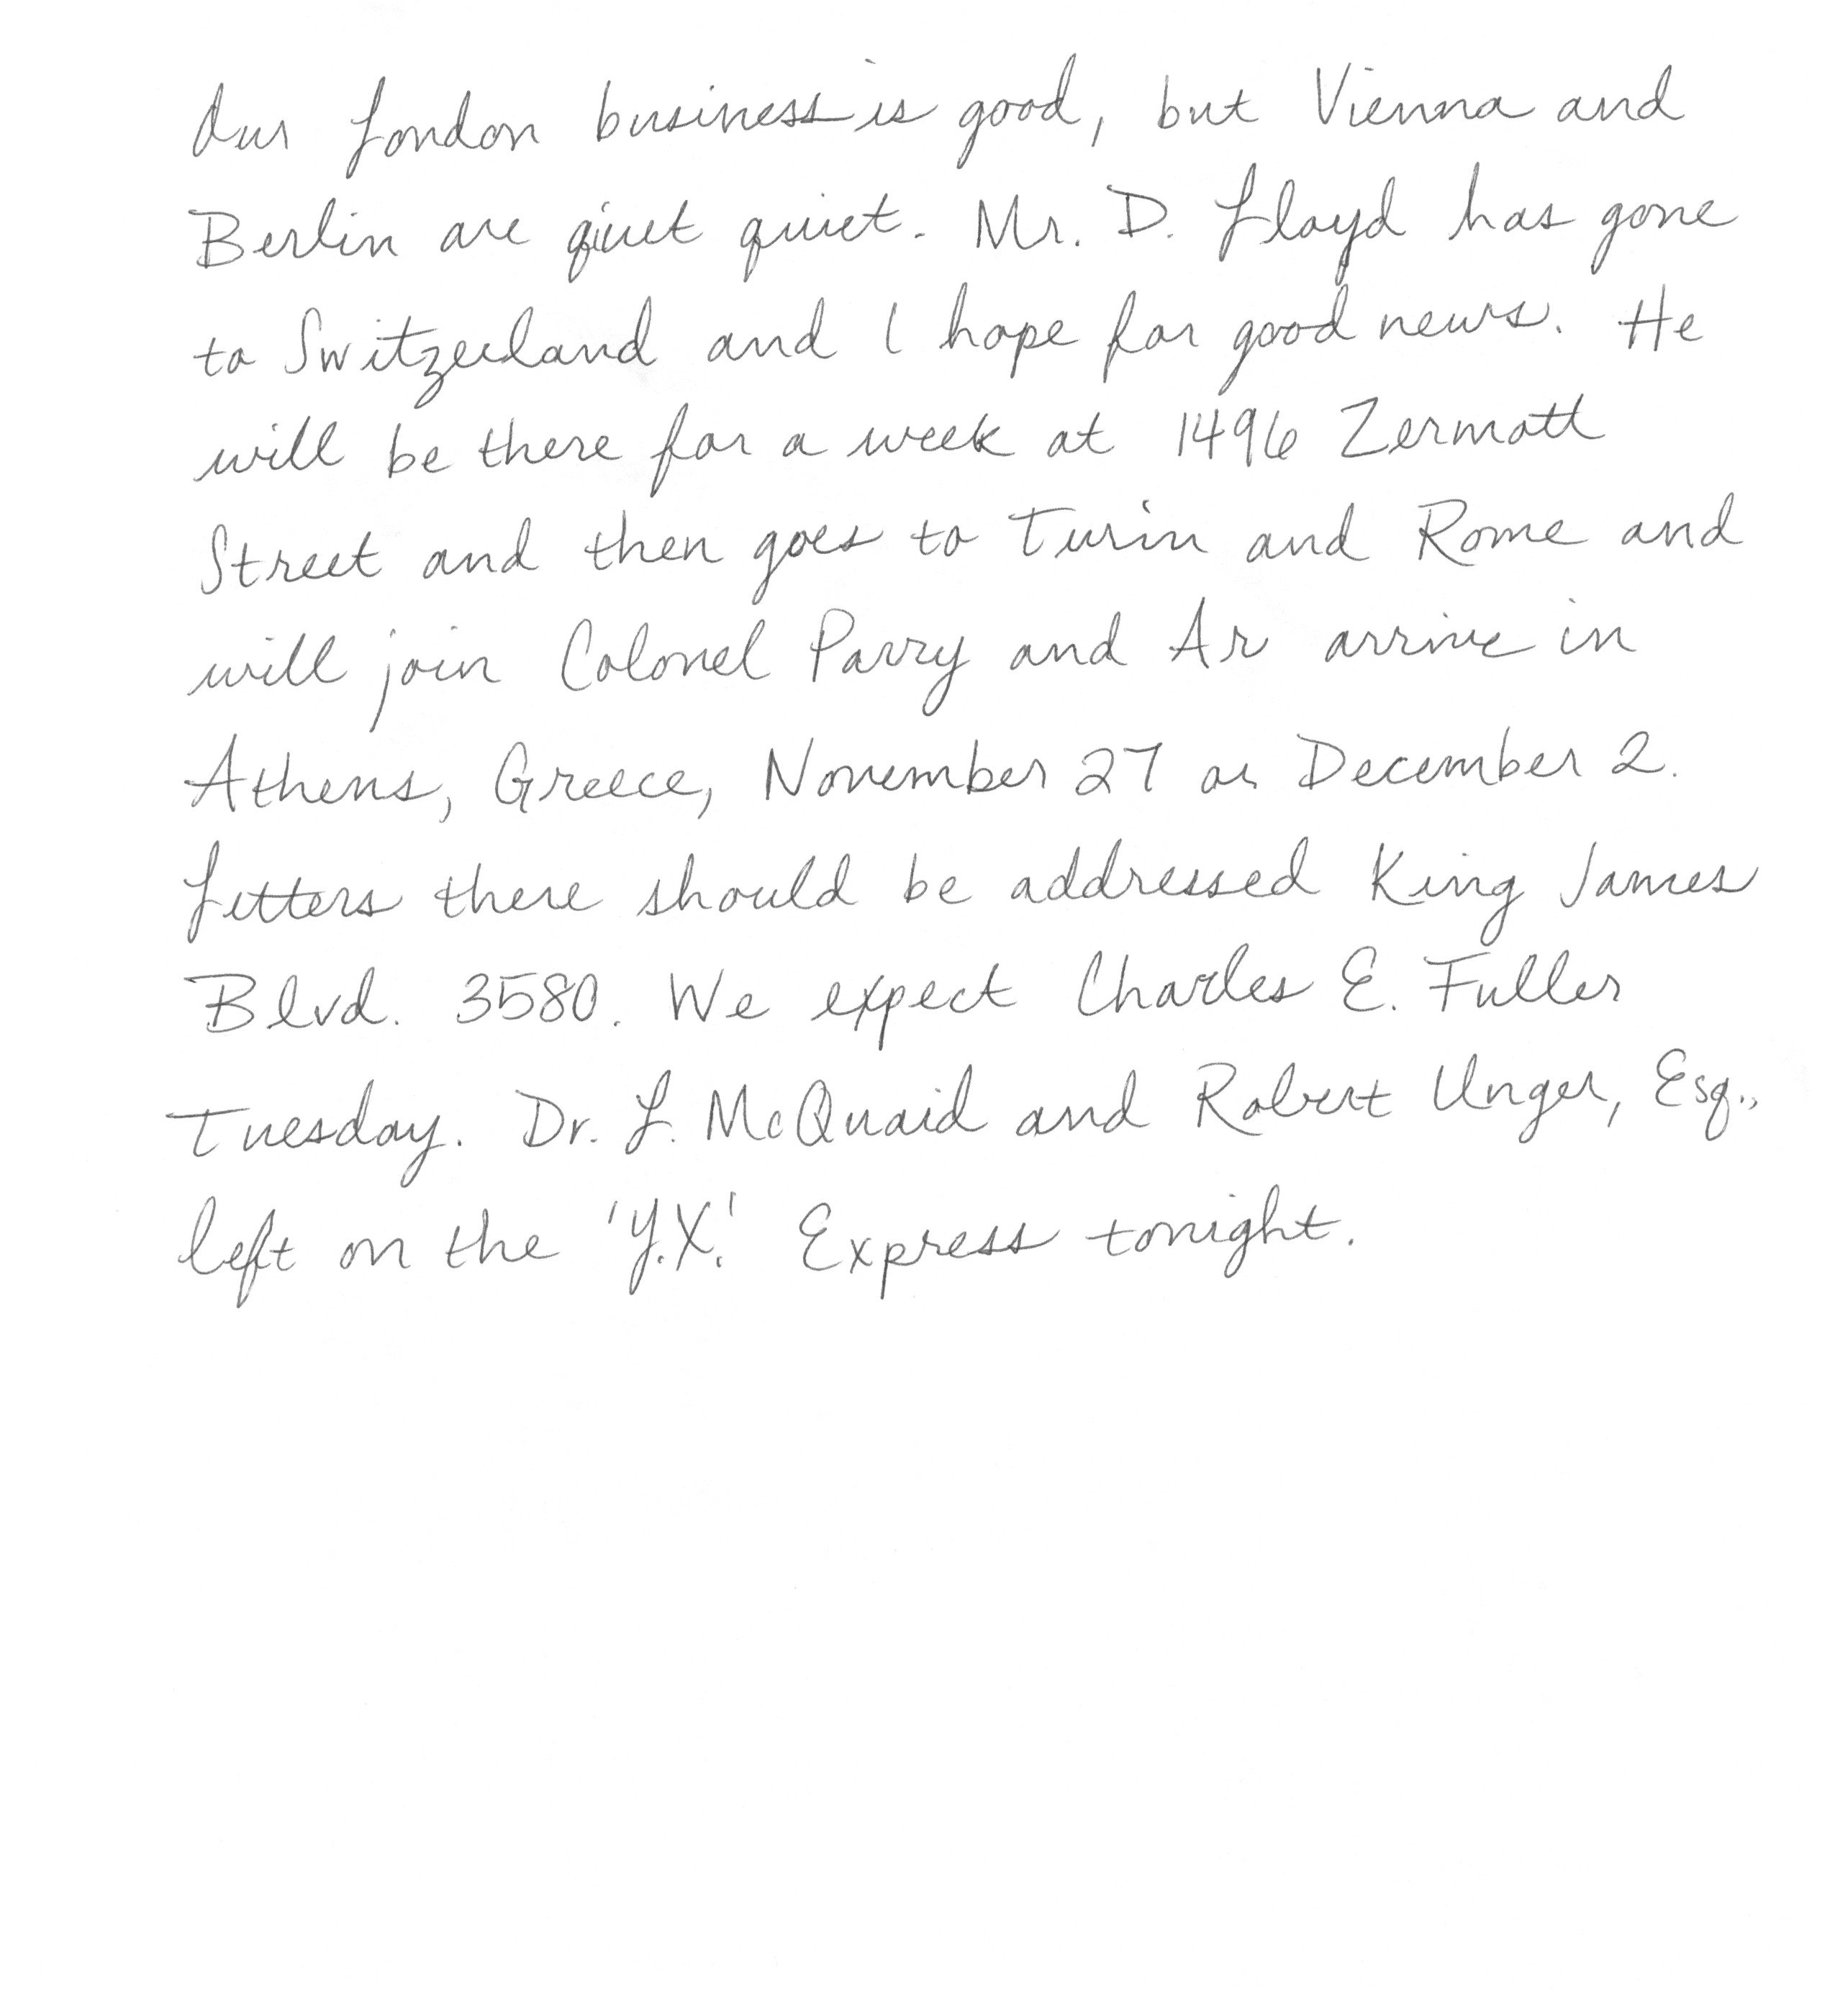 Our London business is good, but Vienna and
Berlin are quiet quiet. Mr. D. Lloyd has gone
to Switzerland and I hope for good news. He
will be there for a week at 1496 Zermatt
Street and then goes to Turin and Rome and
will join Colonel Parry and Ar arrive in
Athens, Greece, November 27 or December 2.
Letters there should be addressed King James
Blvd. 3580. We expect Charles E. Fuller
Tuesday. Dr. L. McQuaid and Robert Unger, Esq.,
left on the 'Y.X.' Express tonight.